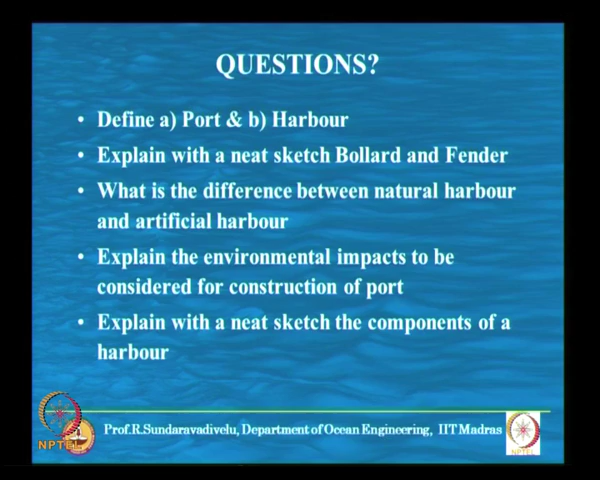 QUESTIONS?
• Define a) Port & b) Harbour
• Explain with a neat sketch Bollard and Fender
• What is the difference between natural harbour
and artificial harbour
• Explain the environmental impacts to be
considered for construction of port
• Explain with a neat sketch the components of a
harbour
Prof.R.Sundaravadivelu, Department of Ocean Engineering, IIT Madras
NPTEL
NPTEL